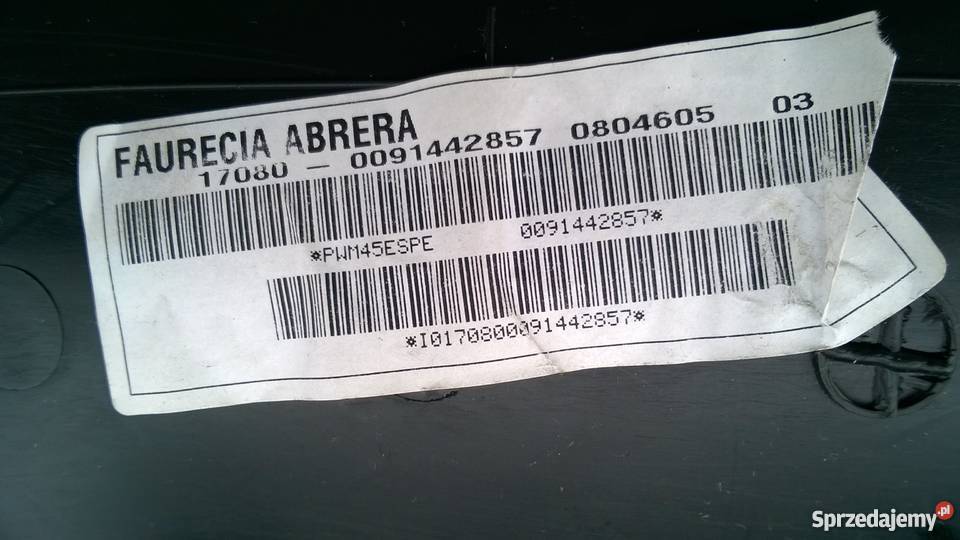 FAURECIA ABRERA
17080 - 0091442857 0804605 03
*PWM45ESPE 0091442857*
*I0170800091442857*
Sprzedajemy.pl